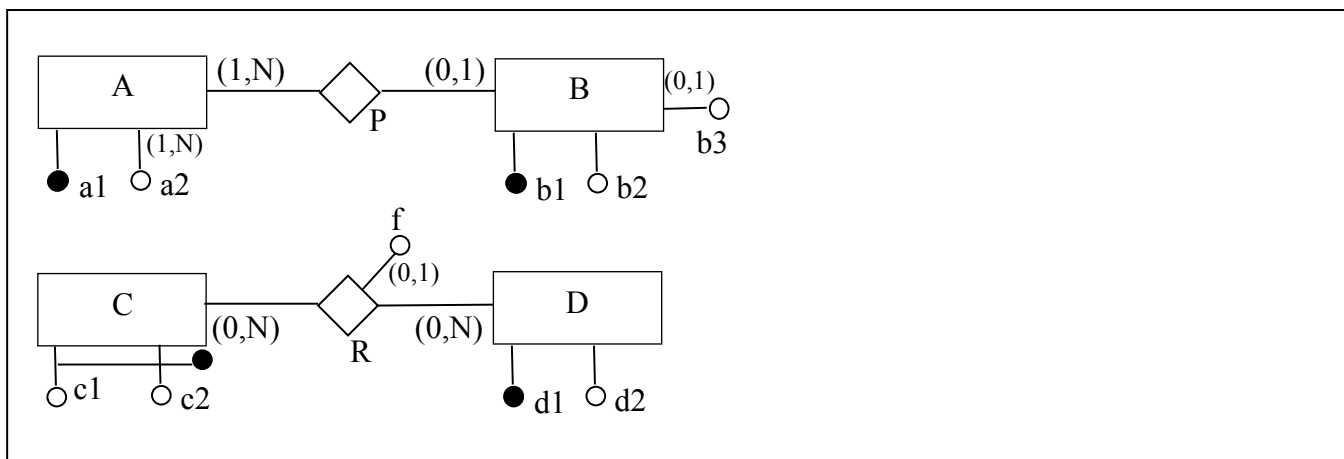 A (1,N) P (0,1) B (0,1) b3
(1,N)
a1 a2 b1 b2
f
(0,1)
C (0,N) R (0,N) D
c1 c2 d1 d2